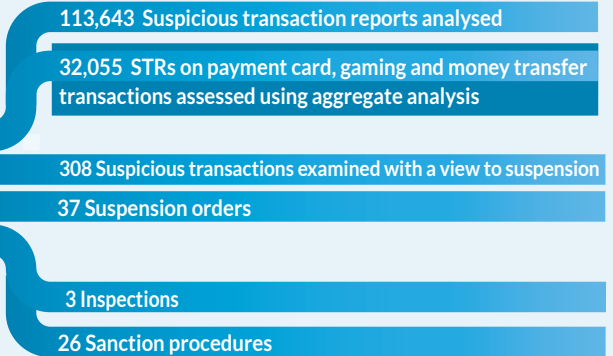 113,643 Suspicious transaction reports analysed
32,055 STRs on payment card, gaming and money transfer
transactions assessed using aggregate analysis
308 Suspicious transactions examined with a view to suspension
37 Suspension orders
3 Inspections
26 Sanction procedures